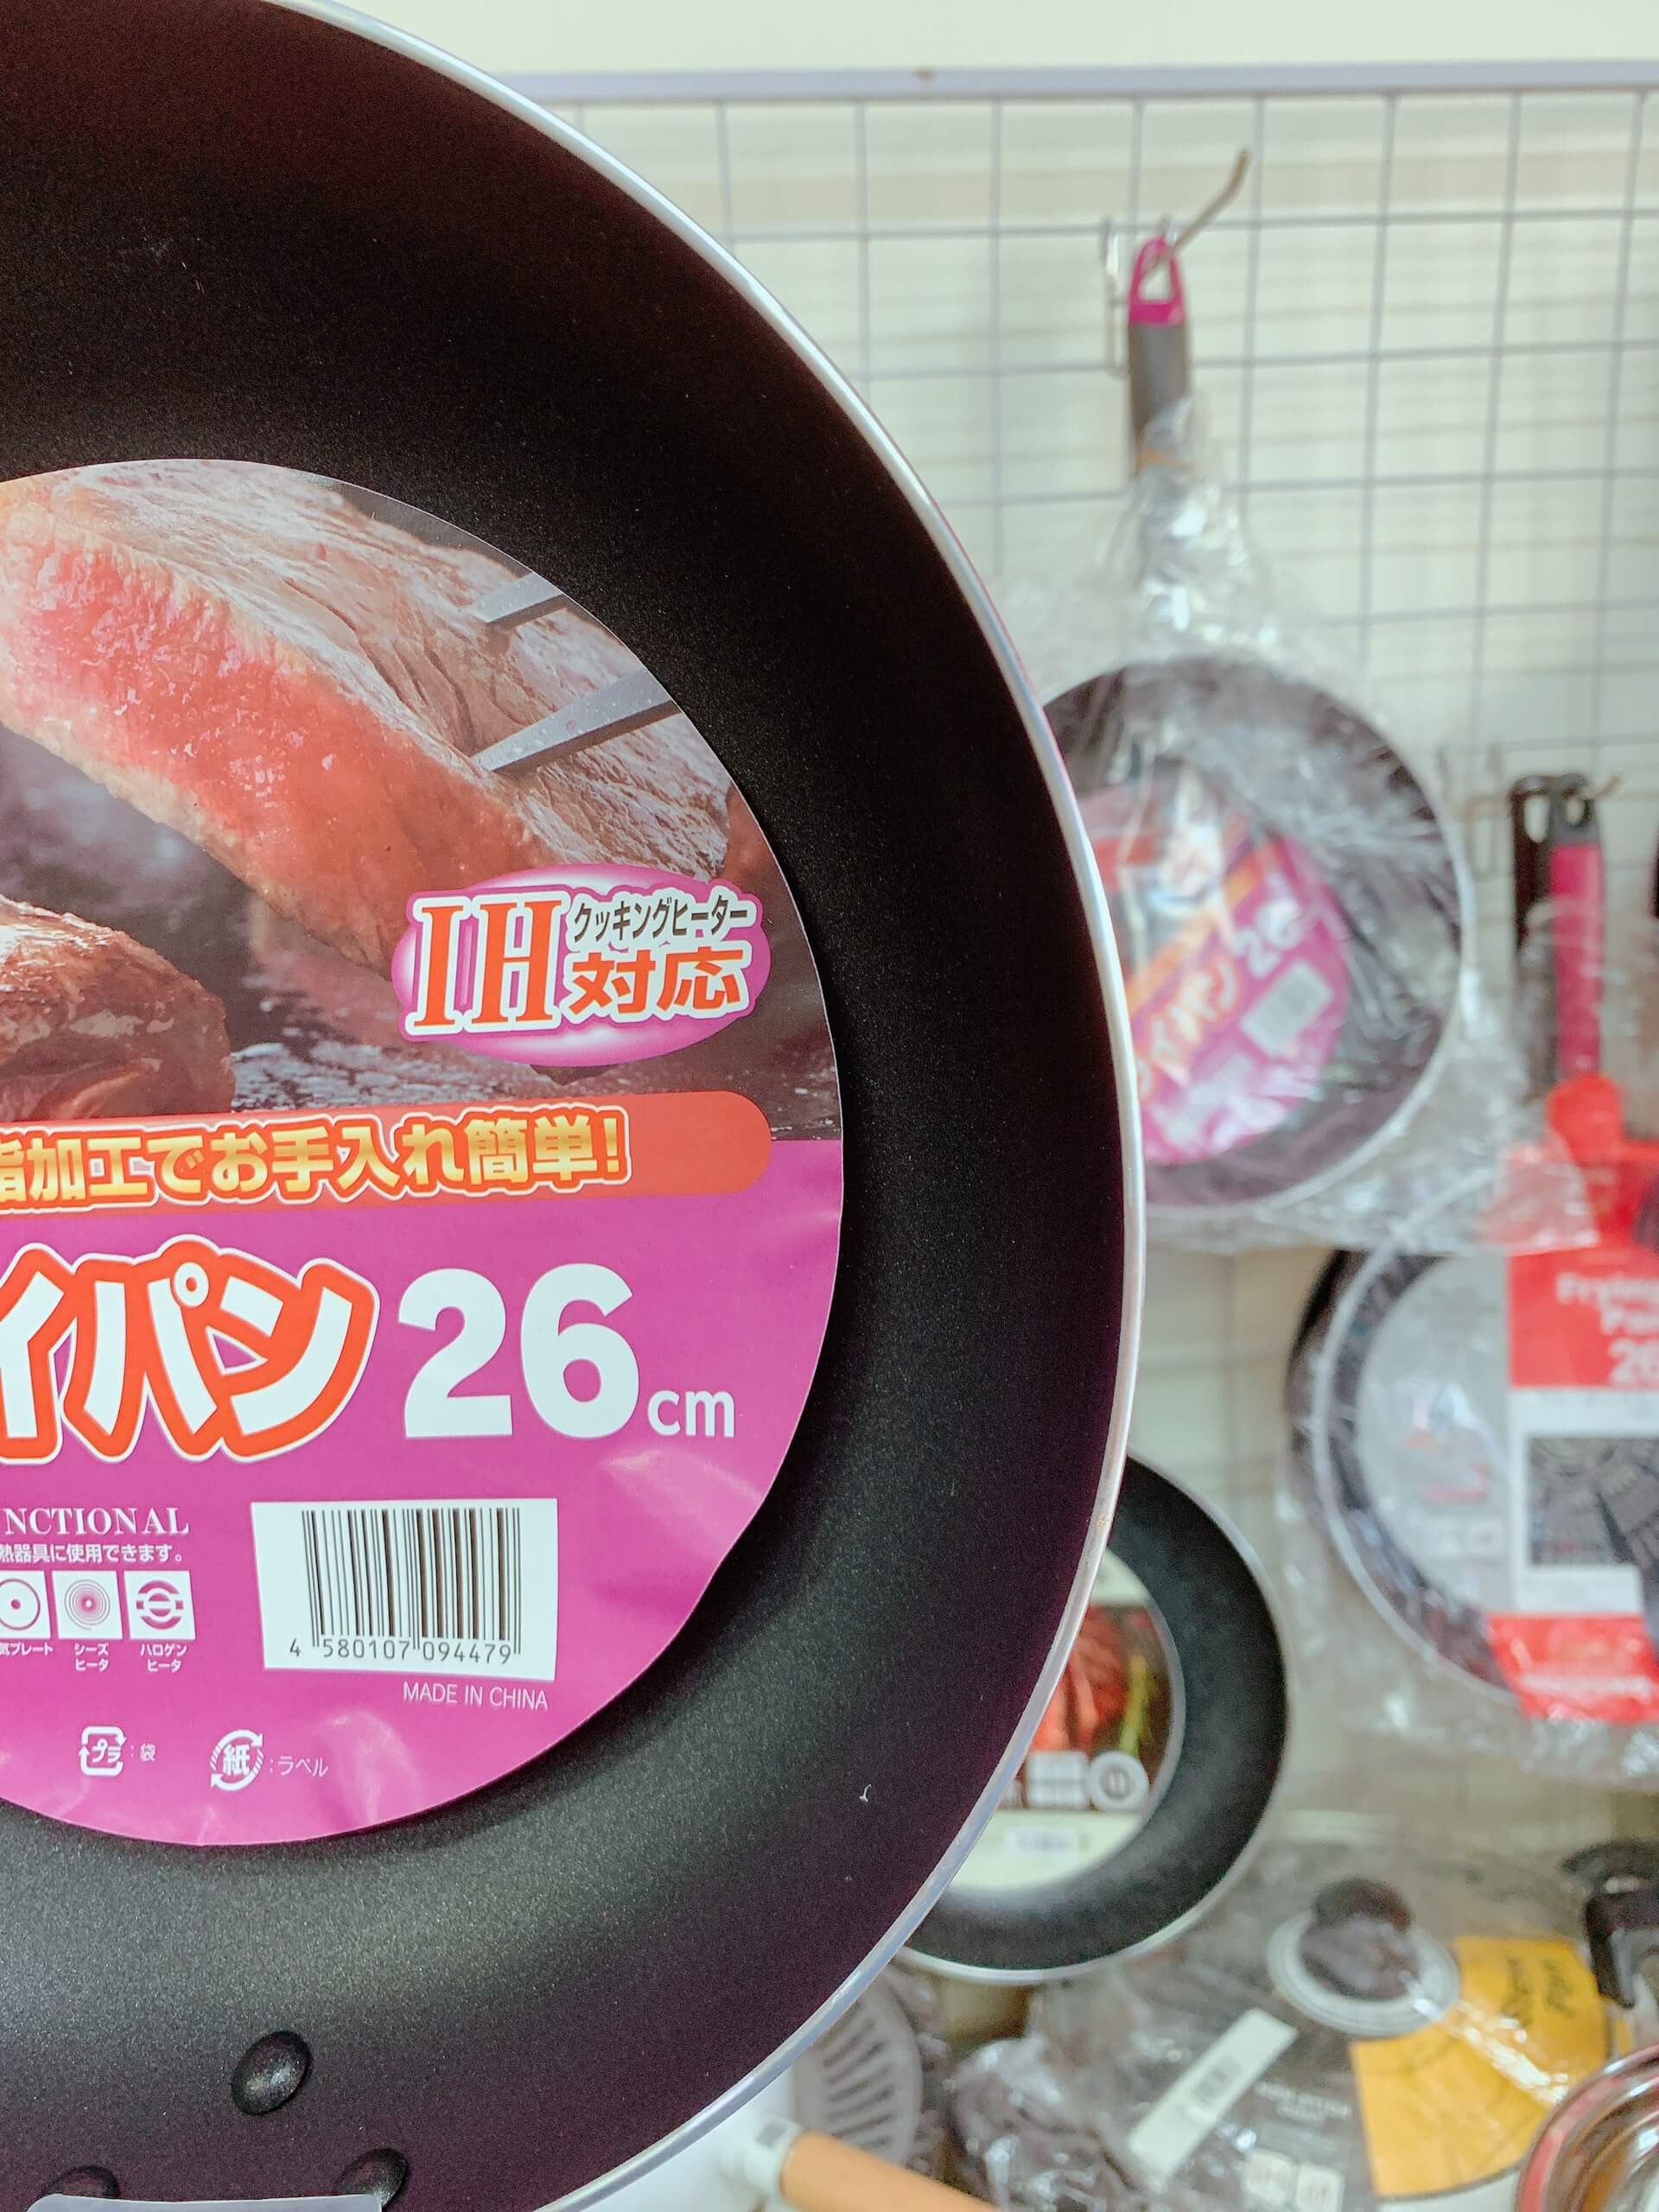 IH クッキングヒーター
対応
脂加工でお手入れ簡単!
イパン 26cm
NCTIONAL
熱器具に使用できます。
気プレート
シーズ
ヒータ
ハロゲン
ヒータ
4 580107 094479
MADE IN CHINA
プラ : 袋
紙 : ラベル
イパン 26
Frying
Pan
26